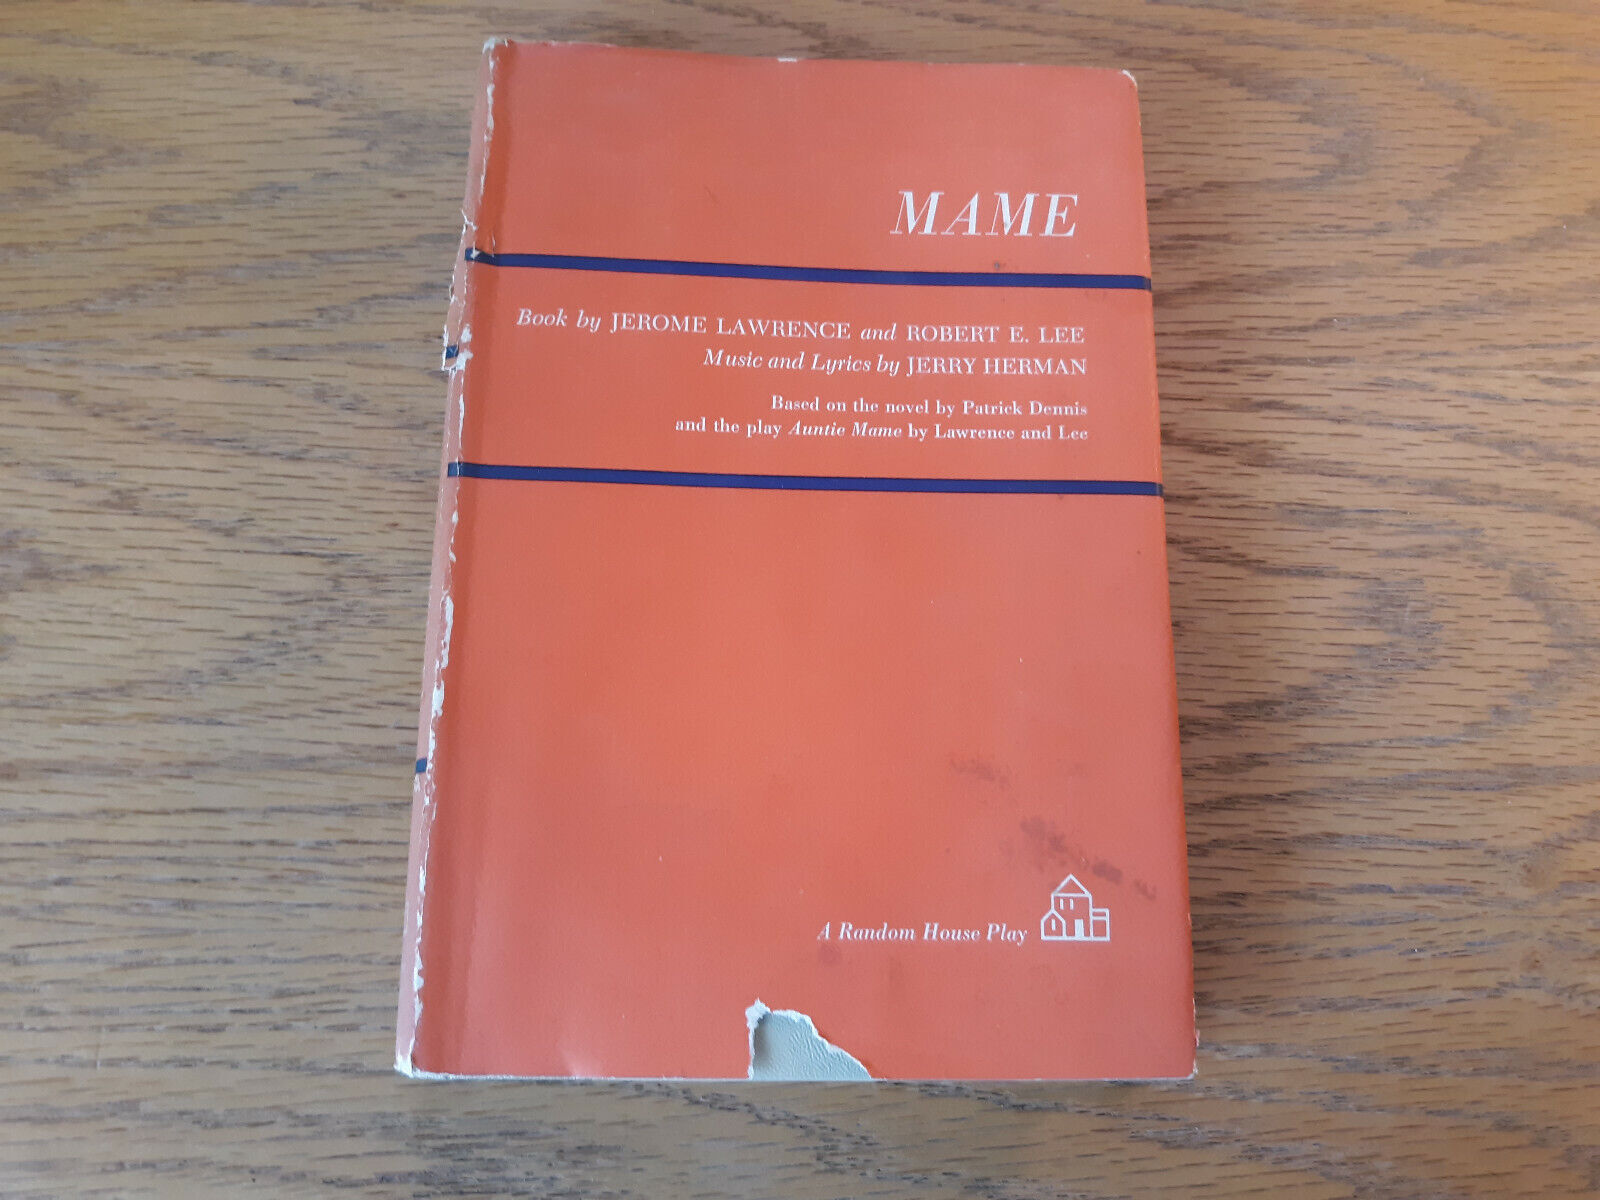 MAME
Book by JEROME LAWRENCE and ROBERT E. LEE
Music and Lyrics by JERRY HERMAN
Based on the novel by Patrick Dennis
and the play Auntie Mame by Lawrence and Lee
A Random House Play